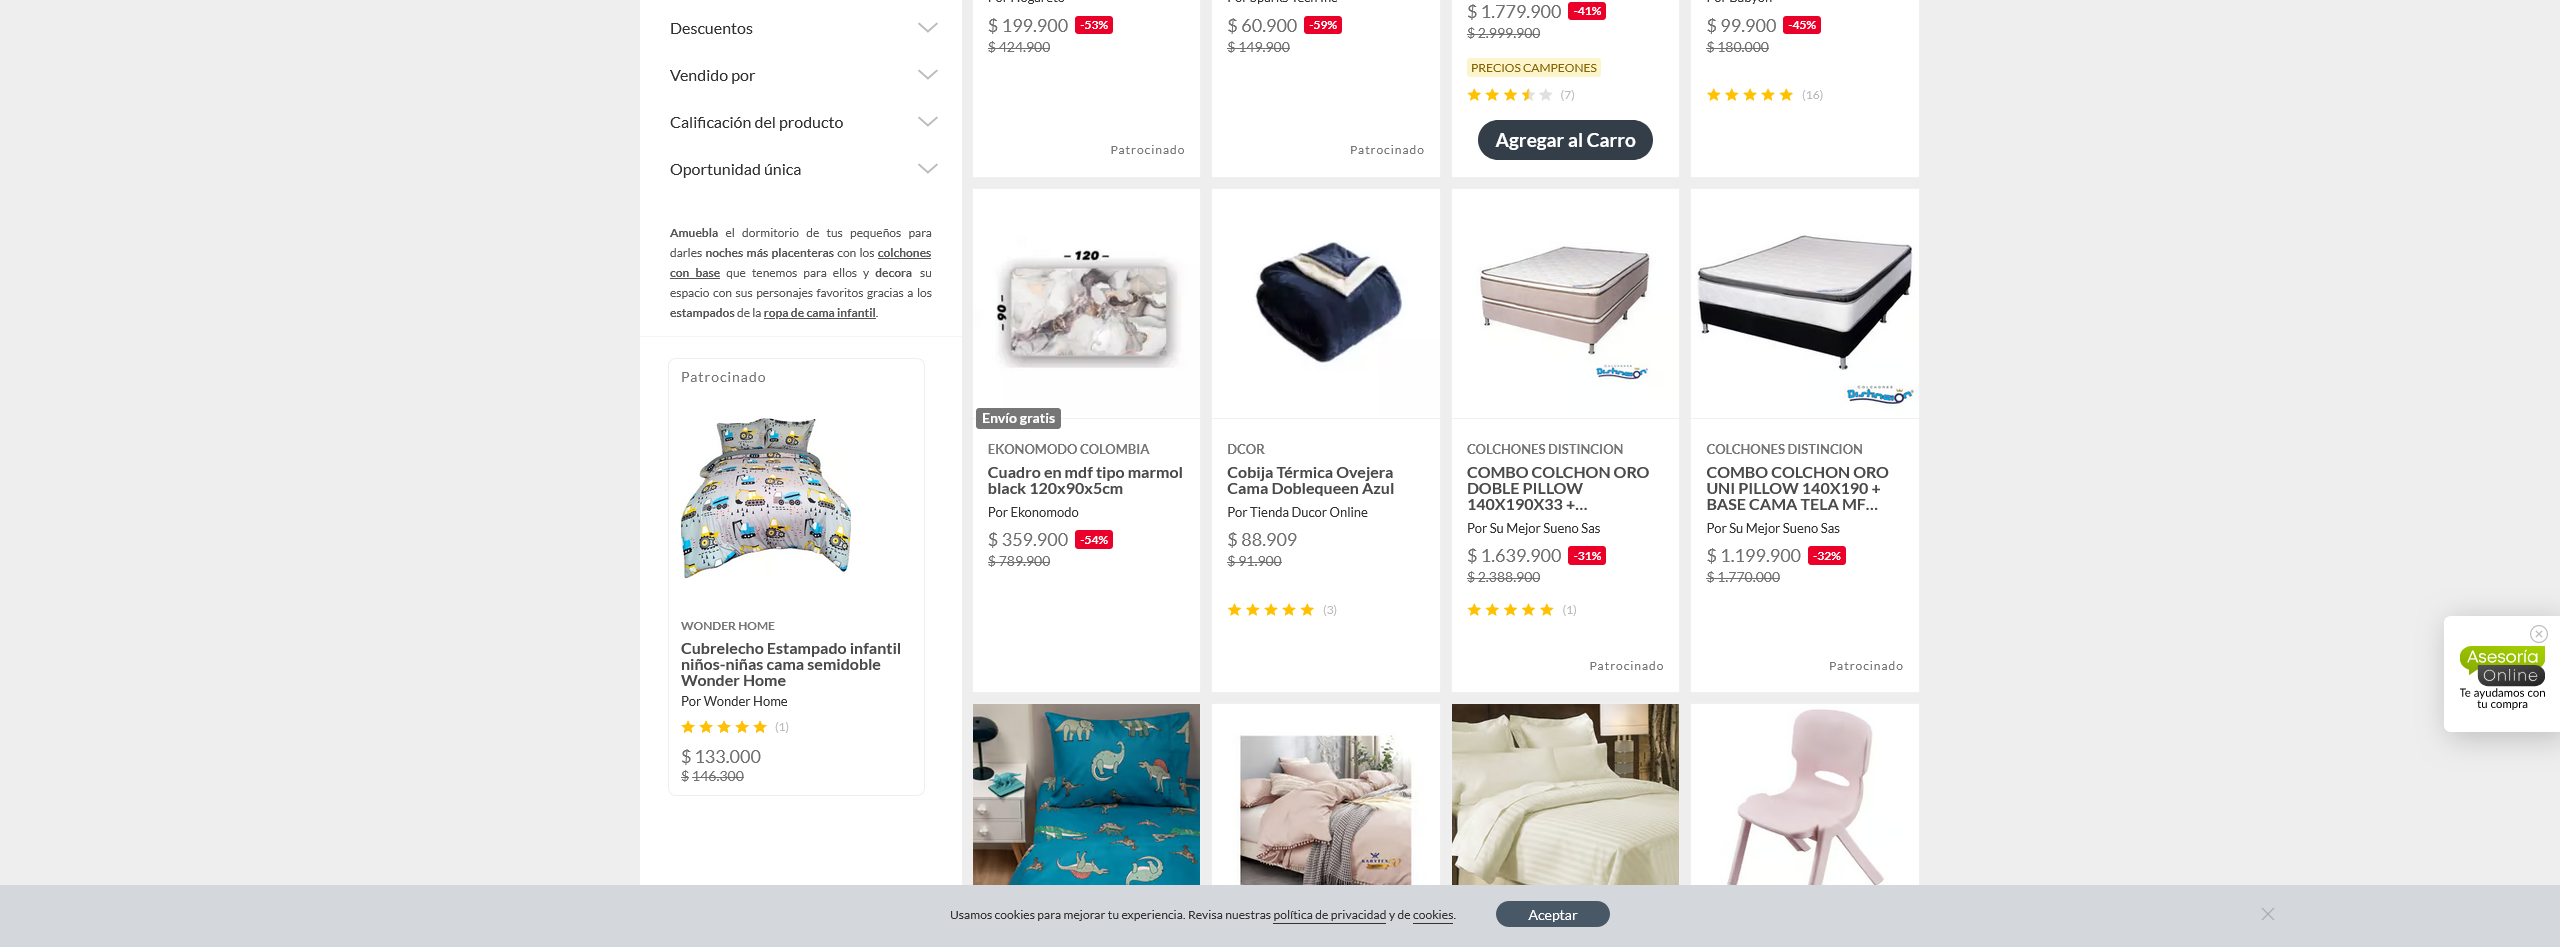 Descuentos
Vendido por
Calificación del producto
Oportunidad única
Amuebla el dormitorio de tus pequeños para
darles noches más placenteras con los colchones
con base que tenemos para ellos y decora su
espacio con sus personajes favoritos gracias a los
estampados de la ropa de cama infantil.
Patrocinado
WONDER HOME
Cubrelecho Estampado infantil
niños-niñas cama semidoble
Wonder Home
Por Wonder Home
(1)
$ 133.000
$ 146.300
$ 199.900 -53%
$ 424.900
Patrocinado
$ 60.900 -59%
$ 149.900
Patrocinado
$ 1.779.900 -41%
$ 2.999.900
PRECIOS CAMPEONES
(7)
Agregar al Carro
$ 99.900 -45%
$ 180.000
(16)
– 120 –
– 90 –
Envío gratis
EKONOMODO COLOMBIA
Cuadro en mdf tipo marmol
black 120x90x5cm
Por Ekonomodo
$ 359.900 -54%
$ 789.900
DCOR
Cobija Térmica Ovejera
Cama Doblequeen Azul
Por Tienda Ducor Online
$ 88.909
$ 91.900
(3)
COLCHONES DISTINCION
COMBO COLCHON ORO
DOBLE PILLOW
140X190X33 +...
Por Su Mejor Sueno Sas
$ 1.639.900 -31%
$ 2.388.900
(1)
Patrocinado
COLCHONES
COLCHONES DISTINCION
COMBO COLCHON ORO
UNI PILLOW 140X190 +
BASE CAMA TELA MF...
Por Su Mejor Sueno Sas
$ 1.199.900 -32%
$ 1.770.000
Patrocinado
Asesoría
Online
Te ayudamos con
tu compra
Usamos cookies para mejorar tu experiencia. Revisa nuestras política de privacidad y de cookies.
Aceptar